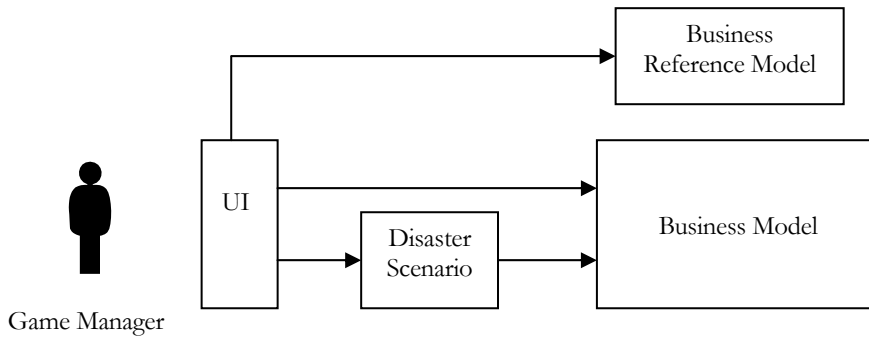 Business
Reference Model
UI
Business Model
Disaster
Scenario
Game Manager